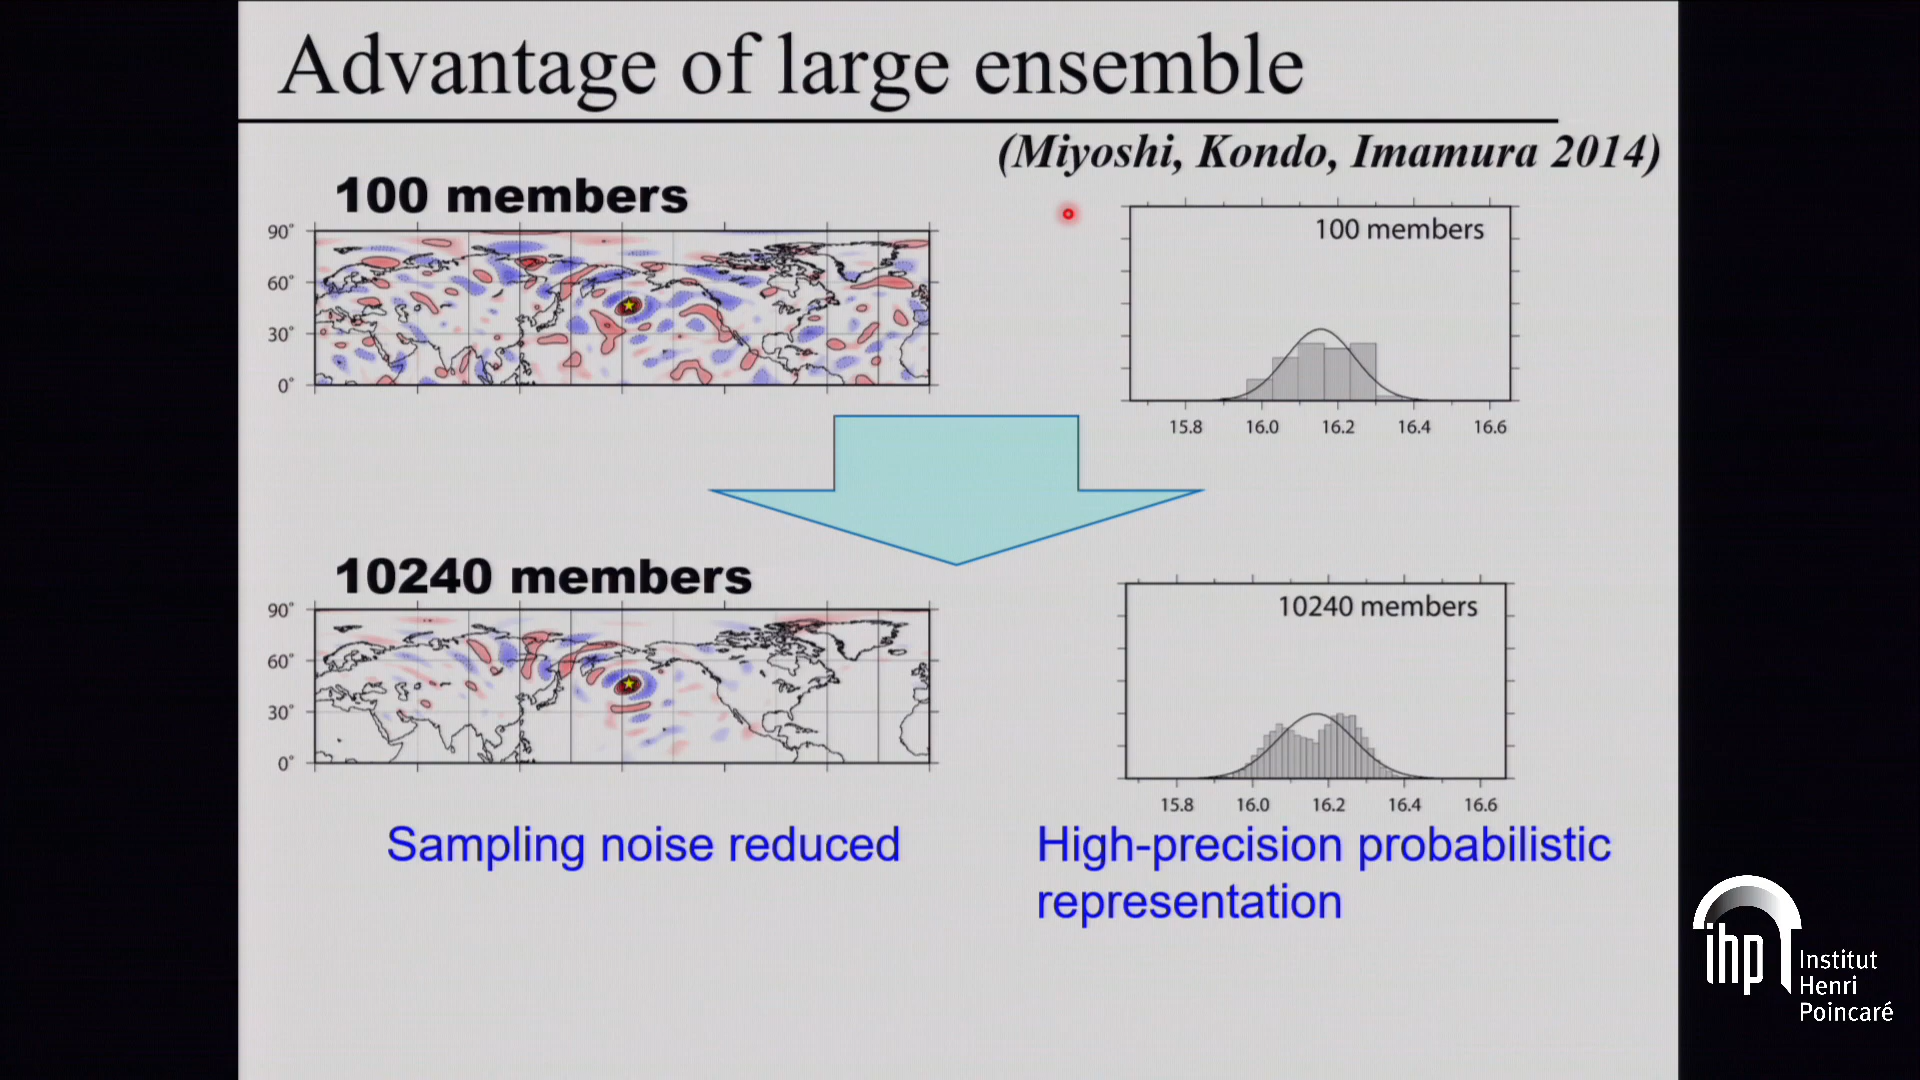 Advantage of large ensemble
(Miyoshi, Kondo, Imamura 2014)
100 members
90°
60°
30°
0°
100 members
15.8 16.0 16.2 16.4 16.6
10240 members
90°
60°
30°
0°
10240 members
15.8 16.0 16.2 16.4 16.6
Sampling noise reduced
High-precision probabilistic
representation
ihp
Institut
Henri
Poincaré